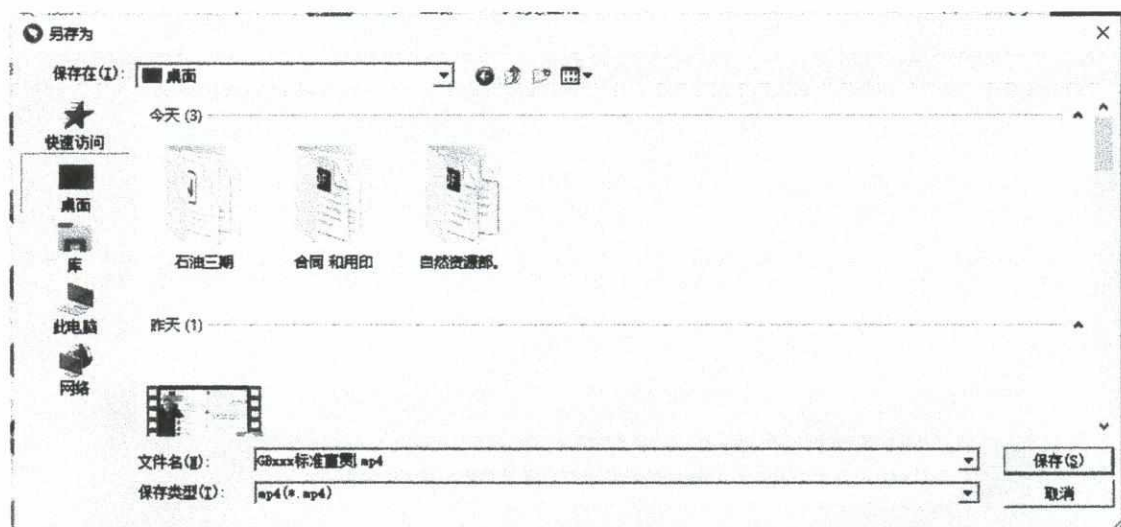 另存为
保存在(I):
桌面
今天 (3)
快速访问
桌面
石油三期
合同 和用印
自然资源部。
库
此电脑
昨天 (1)
网络
文件名(N):
GBxxx标准宣贯.mp4
保存(S)
保存类型(T):
mp4(*.mp4)
取消